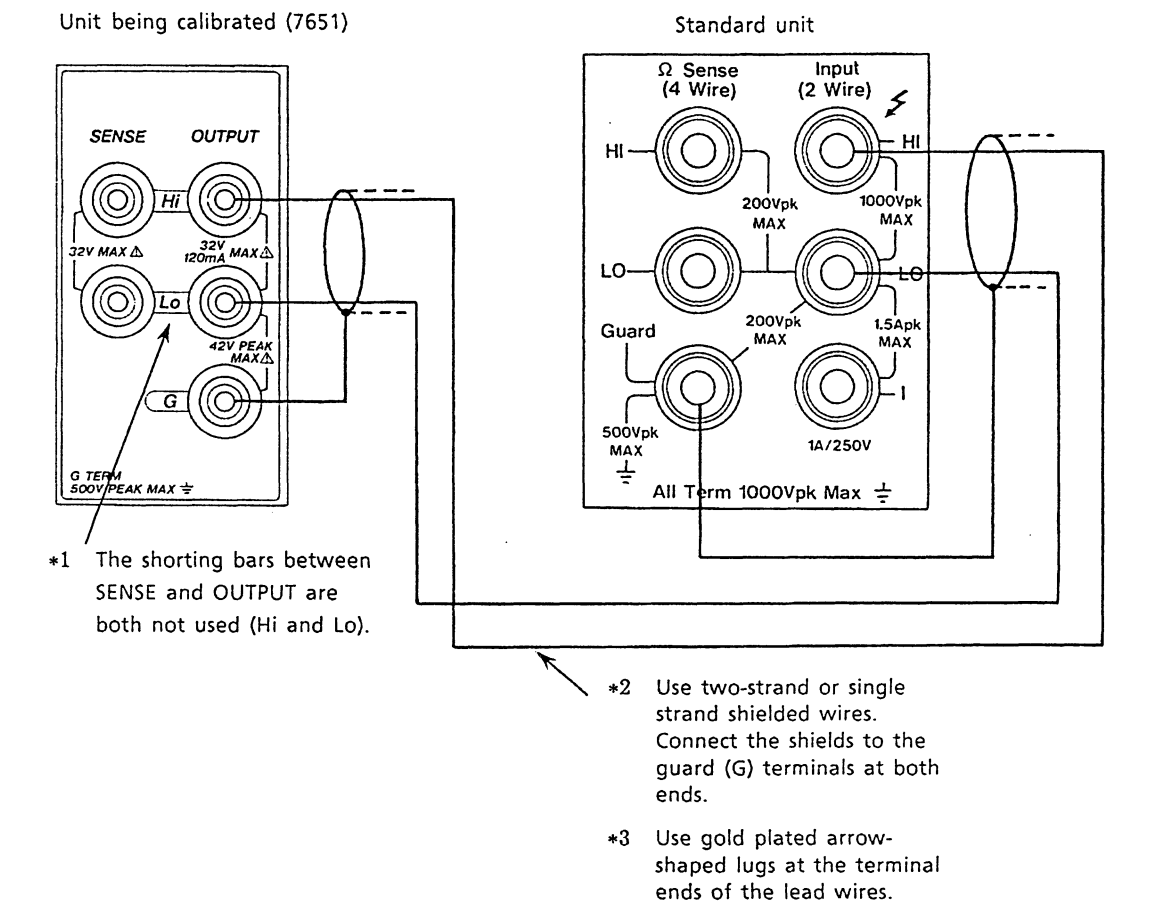 Unit being calibrated (7651)
Standard unit
SENSE OUTPUT
Hi
32V MAX ⚠
32V
120mA MAX ⚠
Lo
42V PEAK
MAX ⚠
G
G TERM
500V PEAK MAX ⏚
Ω Sense
(4 Wire)
Input
(2 Wire)
HI
HI
200Vpk
MAX
1000Vpk
MAX
LO
LO
200Vpk
MAX
1.5Apk
MAX
Guard
I
500Vpk
MAX
1A/250V
All Term 1000Vpk Max ⏚
*1 The shorting bars between
SENSE and OUTPUT are
both not used (Hi and Lo).
*2 Use two-strand or single
strand shielded wires.
Connect the shields to the
guard (G) terminals at both
ends.
*3 Use gold plated arrow-
shaped lugs at the terminal
ends of the lead wires.